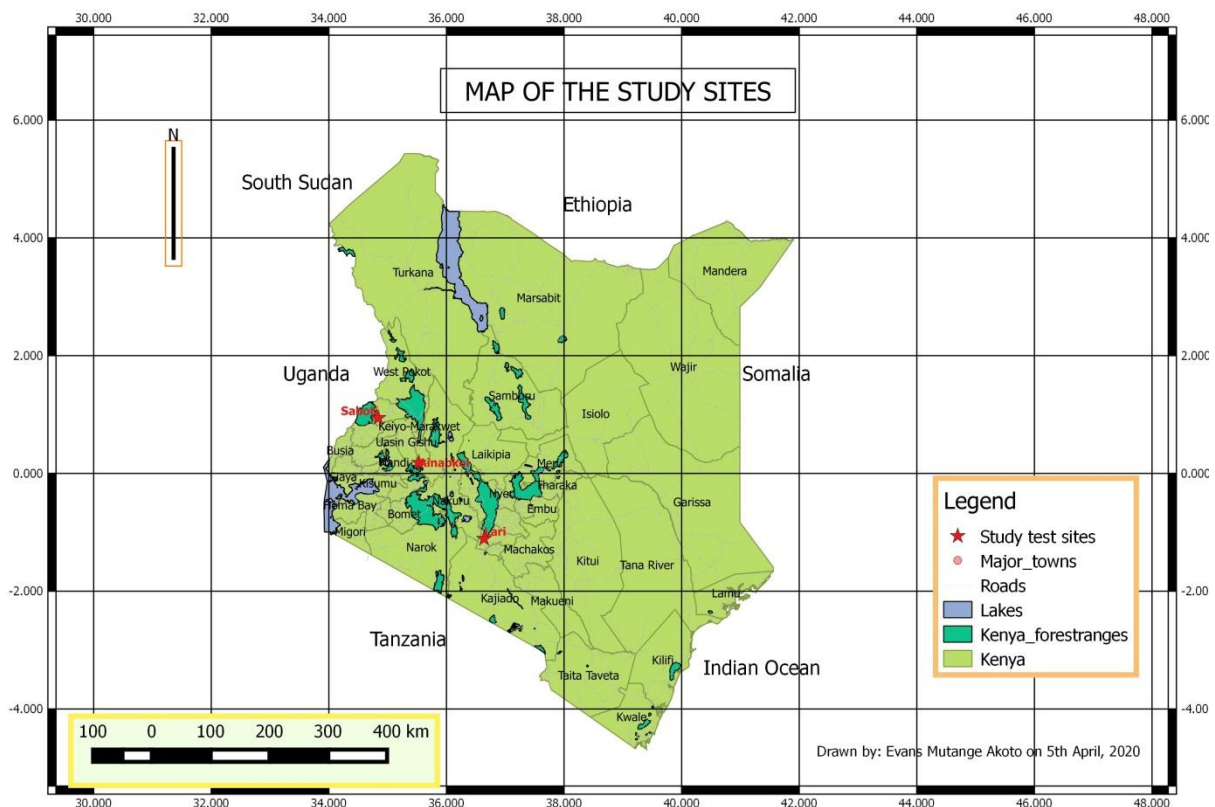 30.000 32.000 34.000 36.000 38.000 40.000 42.000 44.000 46.000 48.000
MAP OF THE STUDY SITES
6.000 6.000
N
South Sudan
Ethiopia
4.000 4.000
Turkana
Mandera
Marsabit
2.000 2.000
Uganda
West Pokot
Wajir
Somalia
Samburu
Isiolo
Keiyo-Marakwet
Uasin Gishu
Busia
Laikipia
Meru
0.000 0.000
Nandi
Kisumu
Tharaka
Homa Bay
Nyeri
Garissa
Embu
Bomet
Migori
Narok
Machakos
Kitui
Tana River
-2.000 -2.00
Kajiado
Makueni
Lamu
Tanzania
Kilifi
Indian Ocean
Taita Taveta
Kwale
-4.000 -4.00
Legend
Study test sites
Major_towns
Roads
Lakes
Kenya_forestranges
Kenya
100 0 100 200 300 400 km
Drawn by: Evans Mutange Akoto on 5th April, 2020
30.000 32.000 34.000 36.000 38.000 40.000 42.000 44.000 46.000 48.000